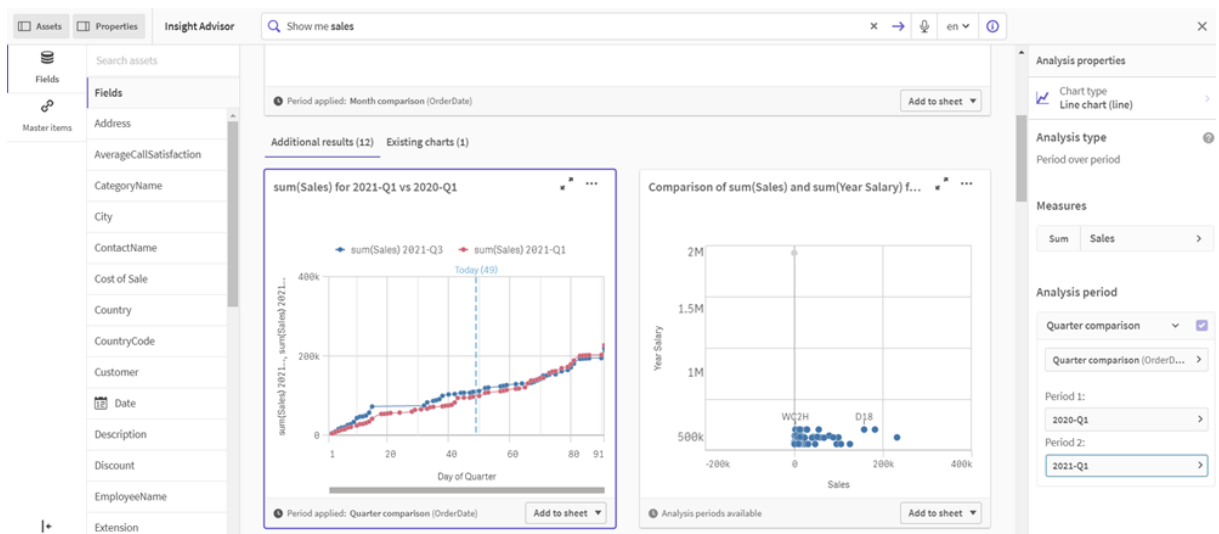 Assets Properties Insight Advisor Show me sales en
Fields
Master items
Search assets
Fields
Address
AverageCallSatisfaction
CategoryName
City
ContactName
Cost of Sale
Country
CountryCode
Customer
Date
Description
Discount
EmployeeName
Extension
Period applied: Month comparison (OrderDate) Add to sheet
Additional results (12) Existing charts (1)
sum(Sales) for 2021-Q1 vs 2020-Q1
sum(Sales) 2021-Q3 sum(Sales) 2021-Q1
Today (49)
sum(Sales) 2021..., sum(Sales) 2021...
400k
200k
0
1 20 40 60 80 91
Day of Quarter
Period applied: Quarter comparison (OrderDate) Add to sheet
Comparison of sum(Sales) and sum(Year Salary) f...
Year Salary
2M
1.5M
1M
500k
WC2H D18
-200k 0 200k 400k
Sales
Analysis periods available Add to sheet
Analysis properties
Chart type
Line chart (line)
Analysis type
Period over period
Measures
Sum Sales
Analysis period
Quarter comparison
Quarter comparison (OrderD...
Period 1:
2020-Q1
Period 2:
2021-Q1